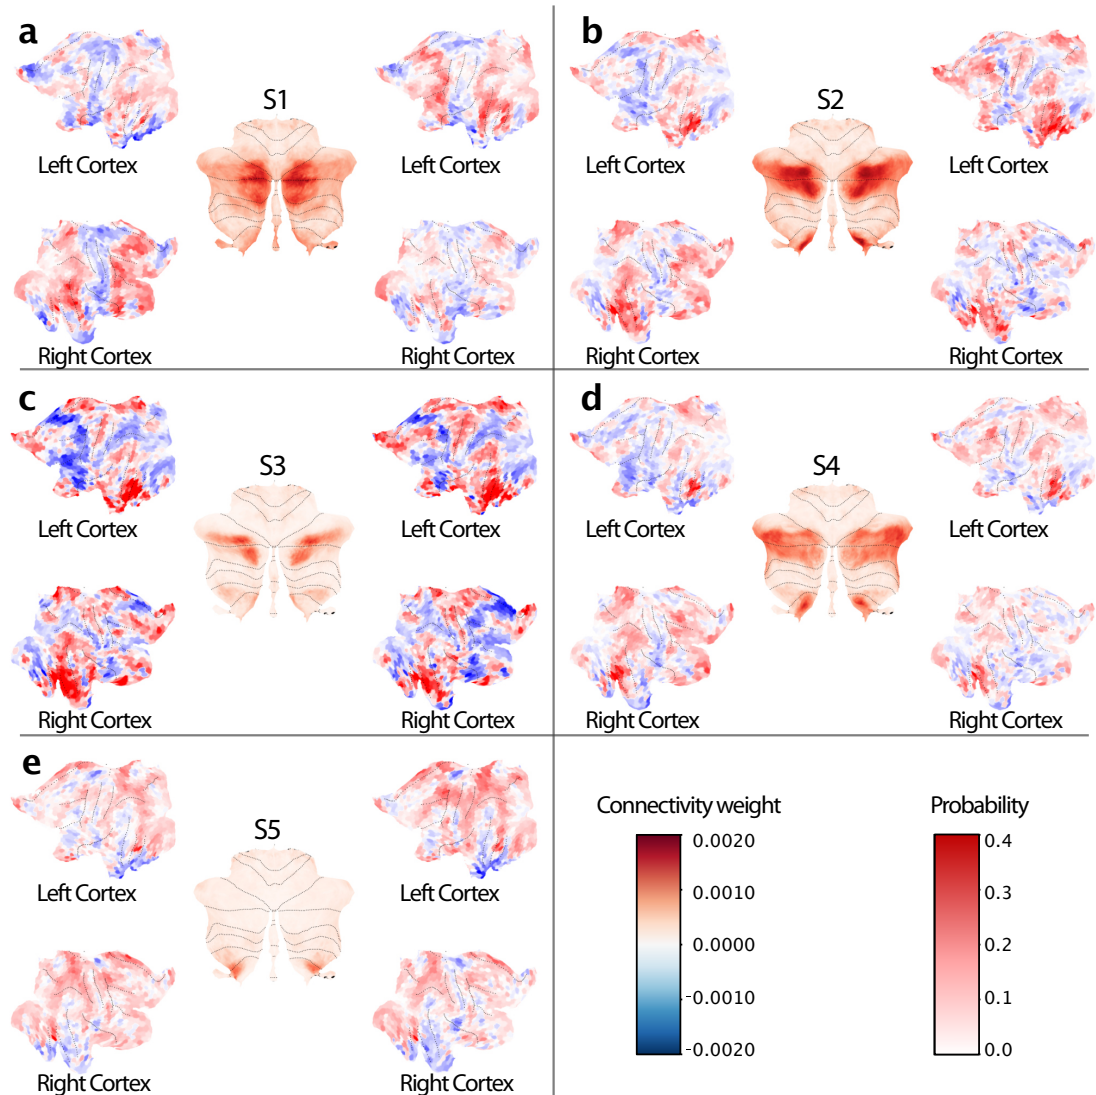 a
S1
Left Cortex
Left Cortex
Right Cortex
Right Cortex
b
S2
Left Cortex
Left Cortex
Right Cortex
Right Cortex
c
S3
Left Cortex
Left Cortex
Right Cortex
Right Cortex
d
S4
Left Cortex
Left Cortex
Right Cortex
Right Cortex
e
S5
Left Cortex
Left Cortex
Right Cortex
Right Cortex
Connectivity weight
0.0020
0.0010
0.0000
-0.0010
-0.0020
Probability
0.4
0.3
0.2
0.1
0.0